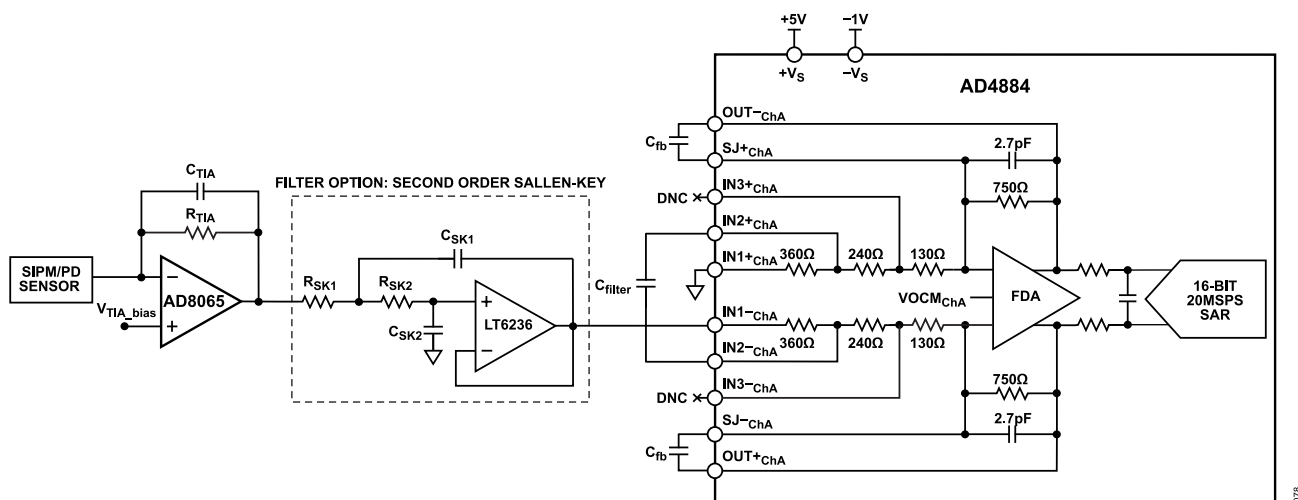 +5V
−1V
+VS
−VS
AD4884
OUT−ChA
Cfb
SJ+ChA
2.7pF
CTIA
FILTER OPTION: SECOND ORDER SALLEN-KEY
DNC
IN3+ChA
750Ω
RTIA
IN2+ChA
CSK1
360Ω
240Ω
130Ω
SIPM/PD
SENSOR
IN1+ChA
RSK1
RSK2
Cfilter
AD8065
VOCMChA
FDA
16-BIT
20MSPS
SAR
VTIA_bias
LT6236
IN1−ChA
CSK2
360Ω
240Ω
130Ω
IN2−ChA
750Ω
DNC
IN3−ChA
SJ−ChA
2.7pF
Cfb
OUT+ChA